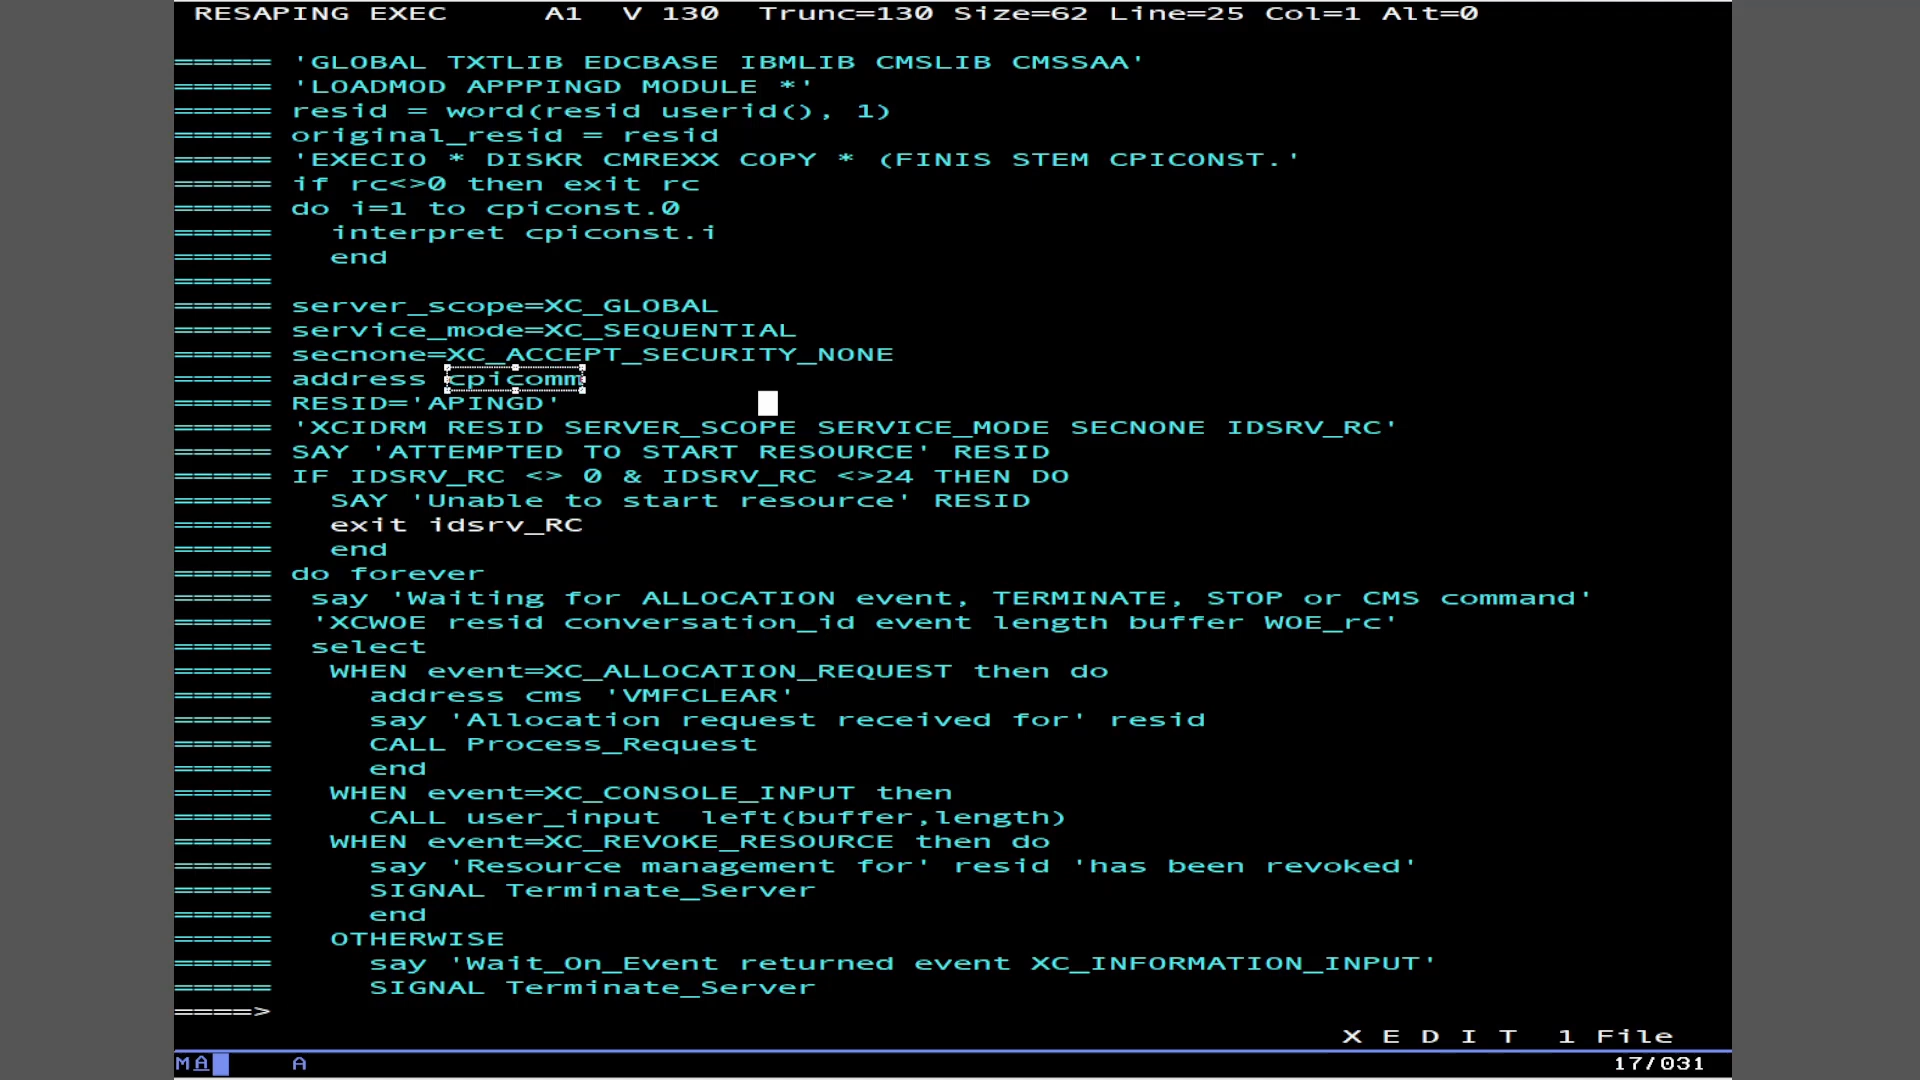 RESAPING EXEC     A1  V 130  Trunc=130 Size=62 Line=25 Col=1 Alt=0
===== 'GLOBAL TXTLIB EDCBASE IBMLIB CMSLIB CMSSAA'
===== 'LOADMOD APPPINGD MODULE *'
===== resid = word(resid userid(), 1)
===== original_resid = resid
===== 'EXECIO * DISKR CMREXX COPY * (FINIS STEM CPICONST.'
===== if rc<>0 then exit rc
===== do i=1 to cpiconst.0
=====   interpret cpiconst.i
=====   end
=====
===== server_scope=XC_GLOBAL
===== service_mode=XC_SEQUENTIAL
===== secnone=XC_ACCEPT_SECURITY_NONE
===== address cpicomm
===== RESID='APINGD'
===== 'XCIDRM RESID SERVER_SCOPE SERVICE_MODE SECNONE IDSRV_RC'
===== SAY 'ATTEMPTED TO START RESOURCE' RESID
===== IF IDSRV_RC <> 0 & IDSRV_RC <>24 THEN DO
=====   SAY 'Unable to start resource' RESID
=====   exit idsrv_RC
=====   end
===== do forever
=====  say 'Waiting for ALLOCATION event, TERMINATE, STOP or CMS command'
=====  'XCWOE resid conversation_id event length buffer WOE_rc'
=====  select
=====   WHEN event=XC_ALLOCATION_REQUEST then do
=====     address cms 'VMFCLEAR'
=====     say 'Allocation request received for' resid
=====     CALL Process_Request
=====     end
=====   WHEN event=XC_CONSOLE_INPUT then
=====     CALL user_input  left(buffer,length)
=====   WHEN event=XC_REVOKE_RESOURCE then do
=====     say 'Resource management for' resid 'has been revoked'
=====     SIGNAL Terminate_Server
=====     end
=====   OTHERWISE
=====     say 'Wait_On_Event returned event XC_INFORMATION_INPUT'
=====     SIGNAL Terminate_Server
====>
X E D I T  1 File
MA    A    17/031